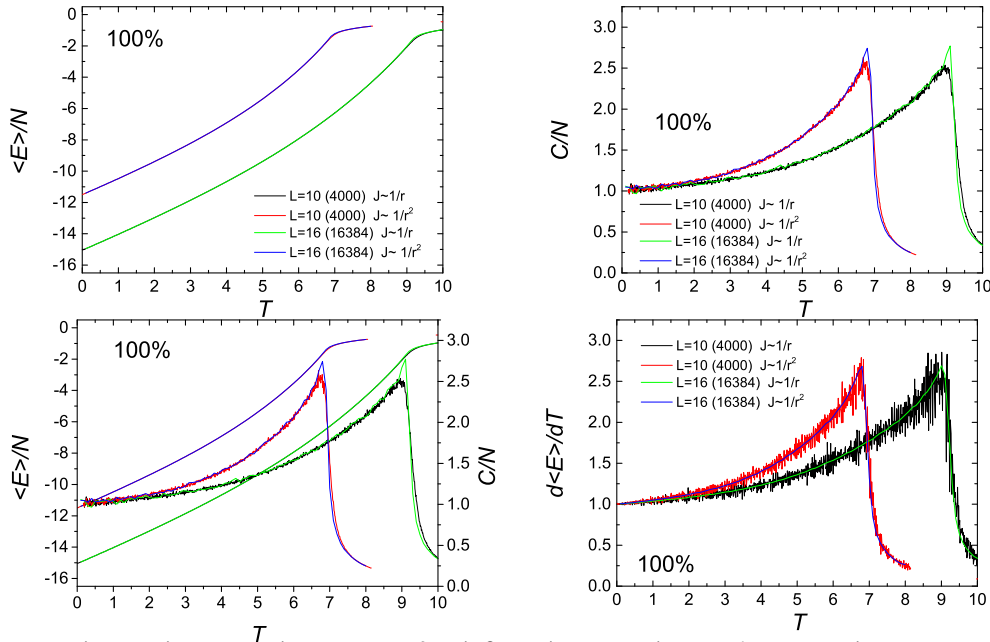 0
-2
-4
-6
-8
-10
-12
-14
-16
<E>/N
100%
L=10 (4000) J~1/r
L=10 (4000) J~ 1/r²
L=16 (16384) J~1/r
L=16 (16384) J~ 1/r²
0 1 2 3 4 5 6 7 8 9 10
T
3.0
2.5
2.0
1.5
1.0
0.5
0.0
C/N
100%
L=10 (4000) J~ 1/r
L=10 (4000) J~ 1/r²
L=16 (16384) J~ 1/r
L=16 (16384) J~ 1/r²
0 1 2 3 4 5 6 7 8 9 10
T
0
-2
-4
-6
-8
-10
-12
-14
-16
<E>/N
100%
3.0
2.5
2.0
1.5
1.0
0.5
0.0
C/N
0 1 2 3 4 5 6 7 8 9 10
T
3.0
2.5
2.0
1.5
1.0
0.5
0.0
d<E>/dT
L=10 (4000) J~1/r
L=10 (4000) J~1/r²
L=16 (16384) J~1/r
L=16 (16384) J~1/r²
100%
0 1 2 3 4 5 6 7 8 9 10
T